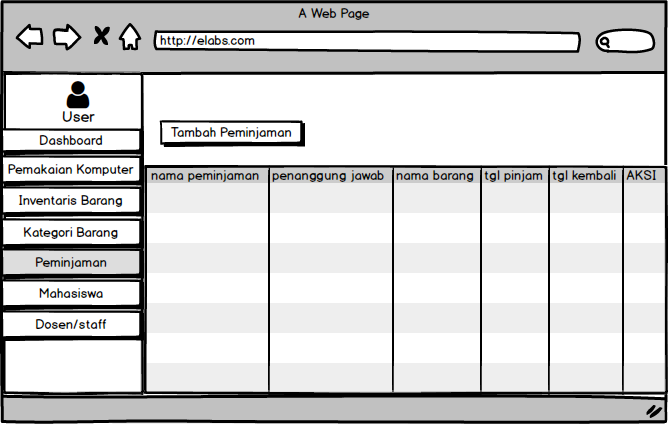 A Web Page
http://elabs.com
User
Dashboard
Pemakaian Komputer
Inventaris Barang
Kategori Barang
Peminjaman
Mahasiswa
Dosen/staff
Tambah Peminjaman
nama peminjaman penanggung jawab nama barang tgl pinjam tgl kembali AKSI